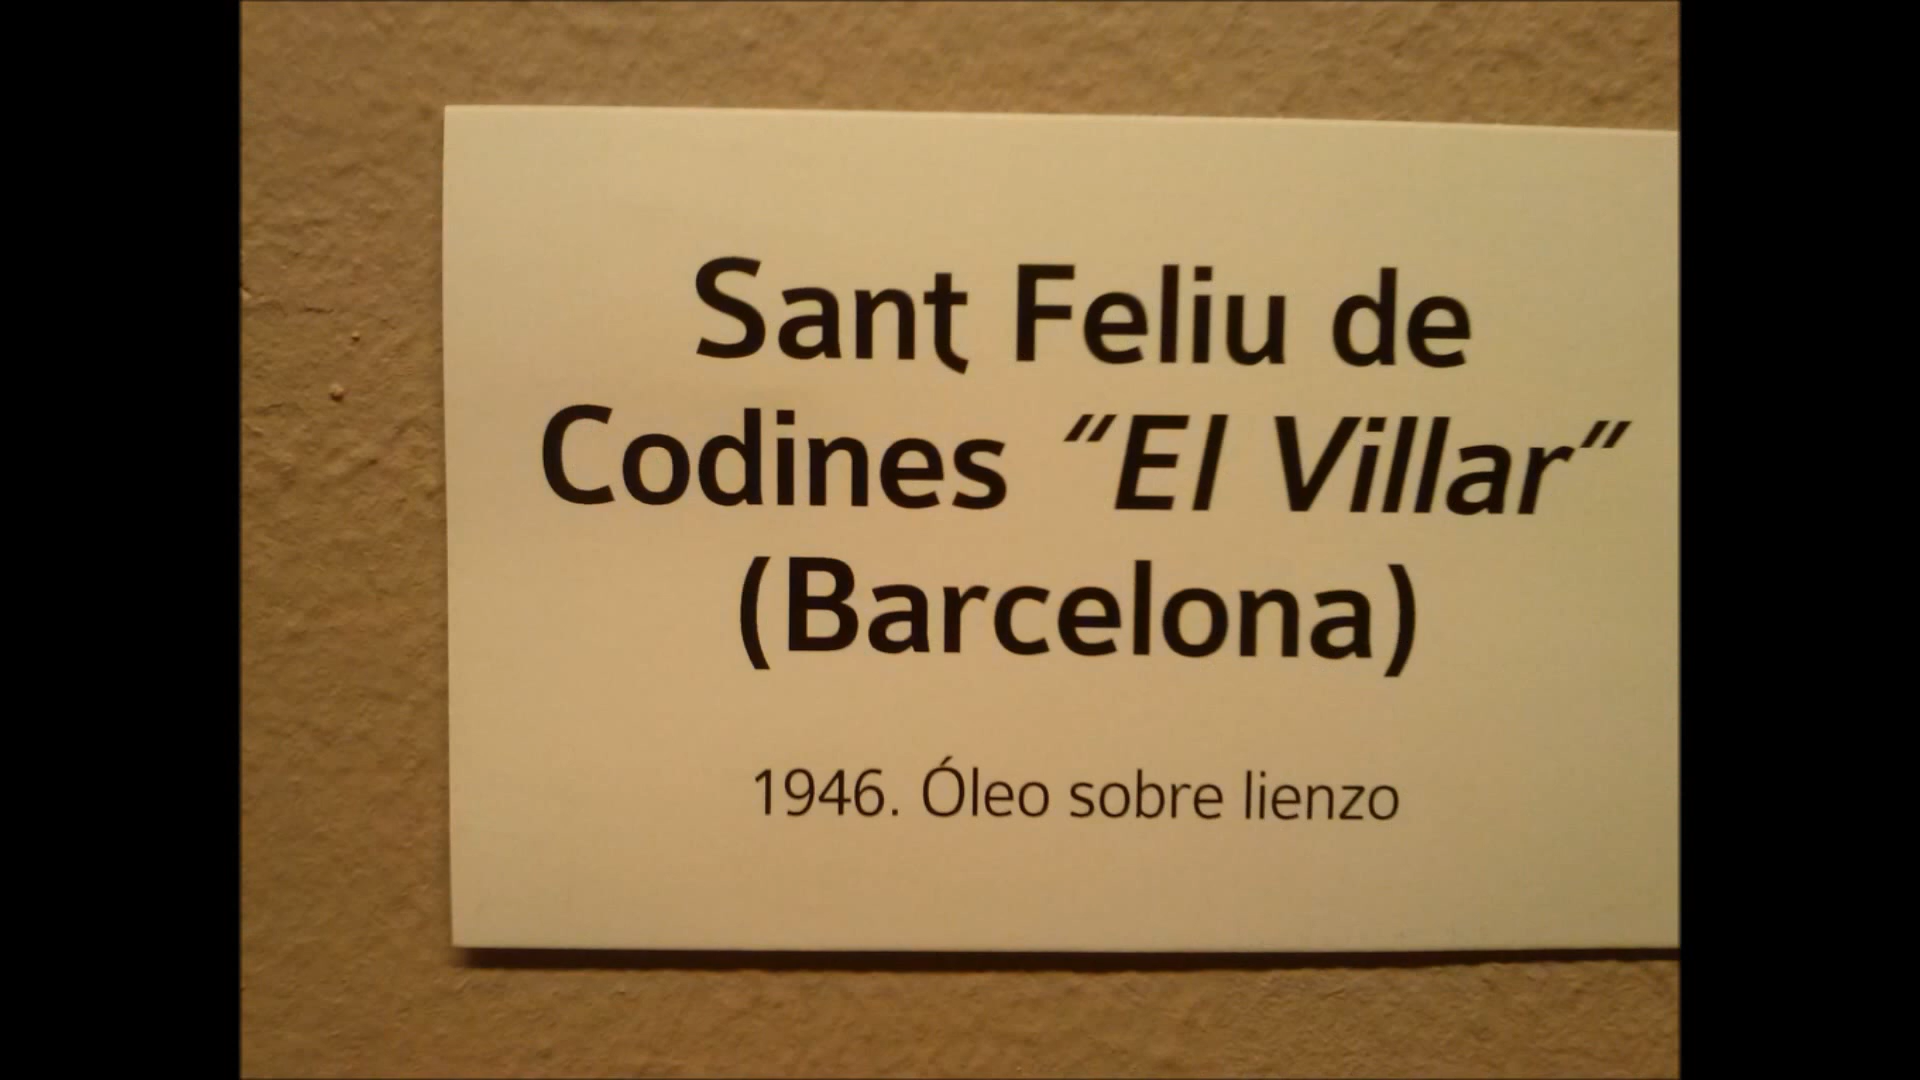 Sant Feliu de
Codines "El Villar"
(Barcelona)
1946. Óleo sobre lienzo